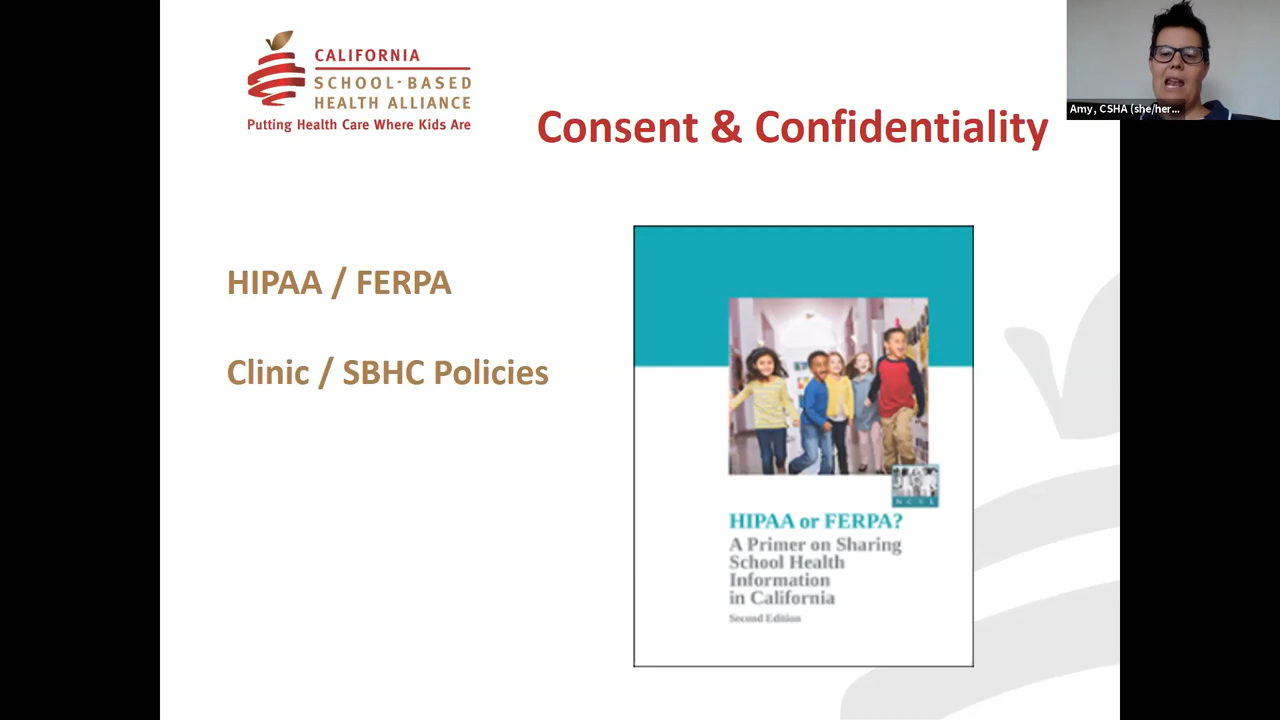 CALIFORNIA
SCHOOL-BASED
HEALTH ALLIANCE
Putting Health Care Where Kids Are
Consent & Confidentiality
Amy, CSHA (she/her...
HIPAA / FERPA
Clinic / SBHC Policies
N C Y L
HIPAA or FERPA?
A Primer on Sharing
School Health
Information
in California
Second Edition